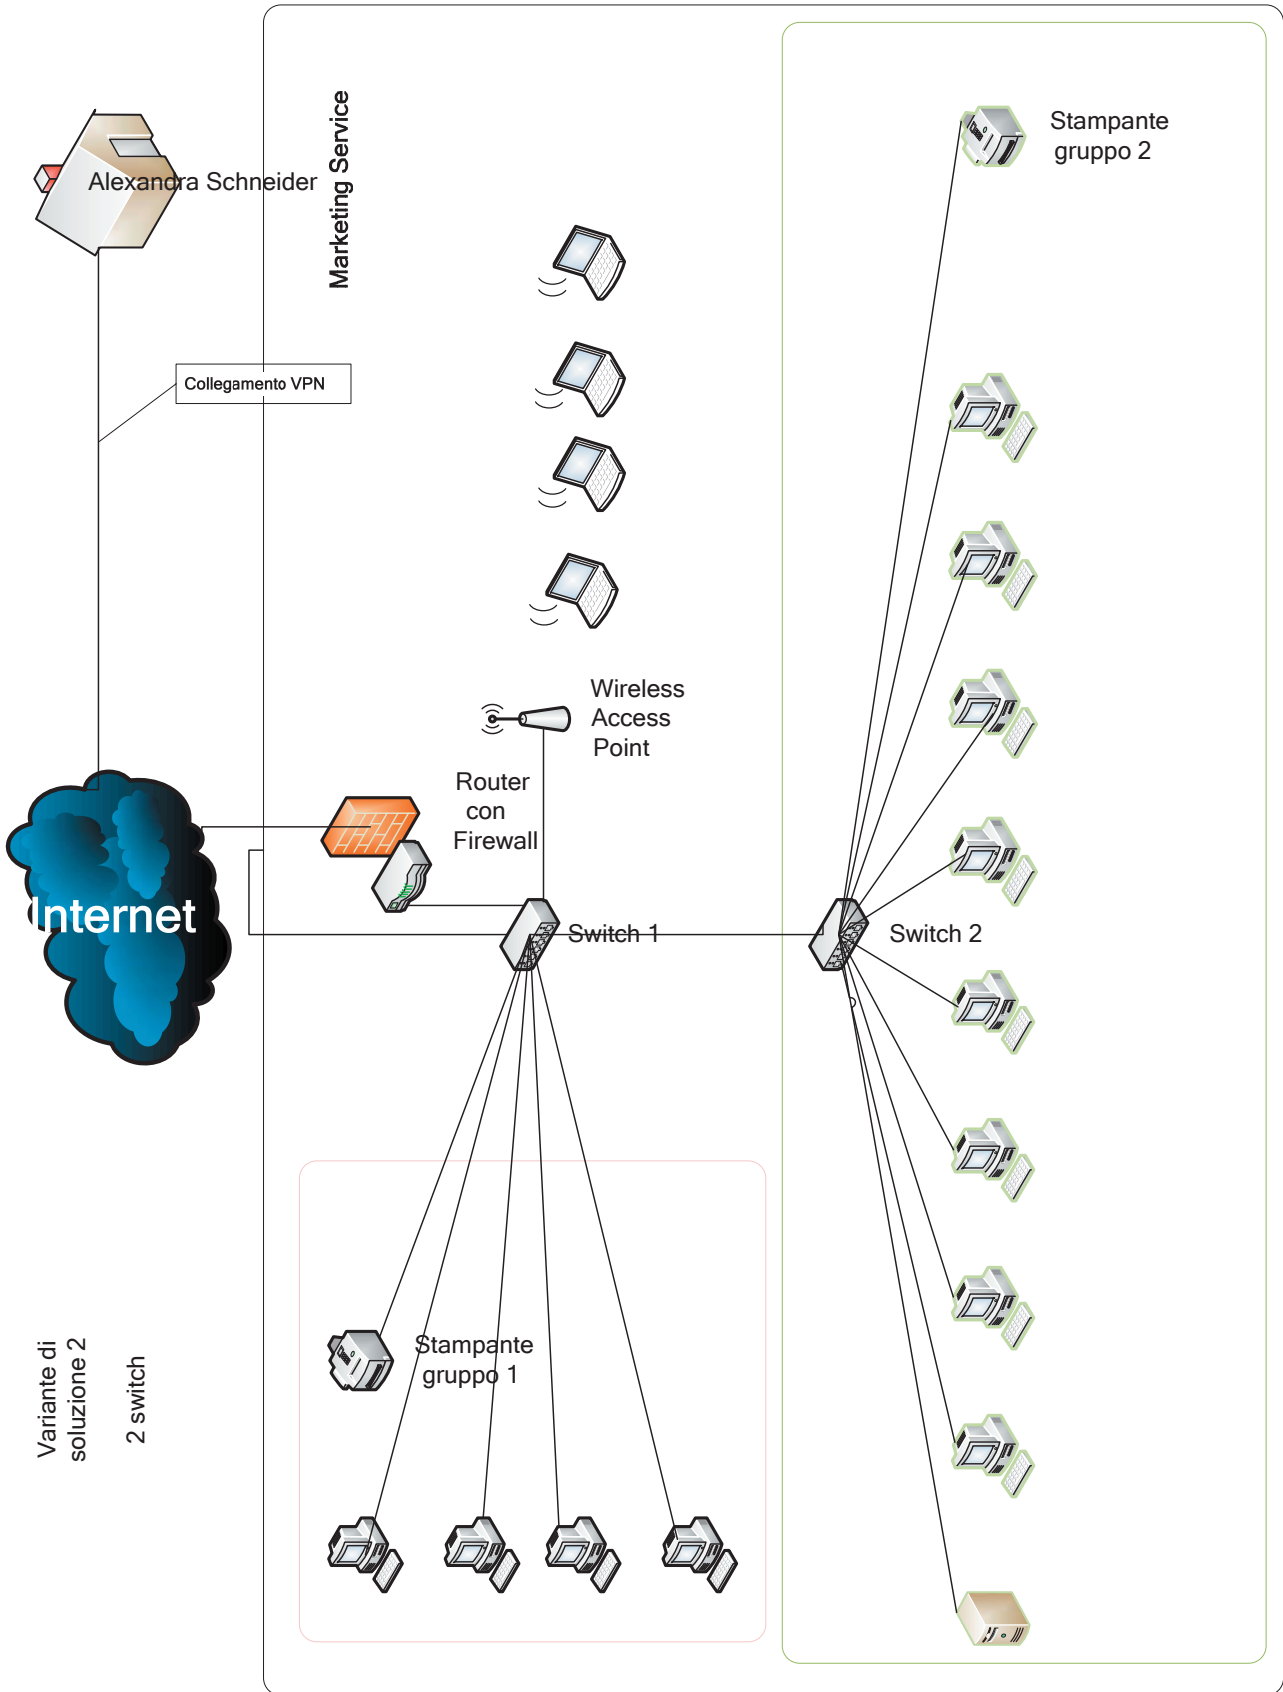 Stampante
gruppo 2
Alexandra Schneider
Marketing Service
Collegamento VPN
Wireless
Access
Point
Router
con
Firewall
Internet
Switch 1
Switch 2
Stampante
gruppo 1
Variante di
soluzione 2
2 switch